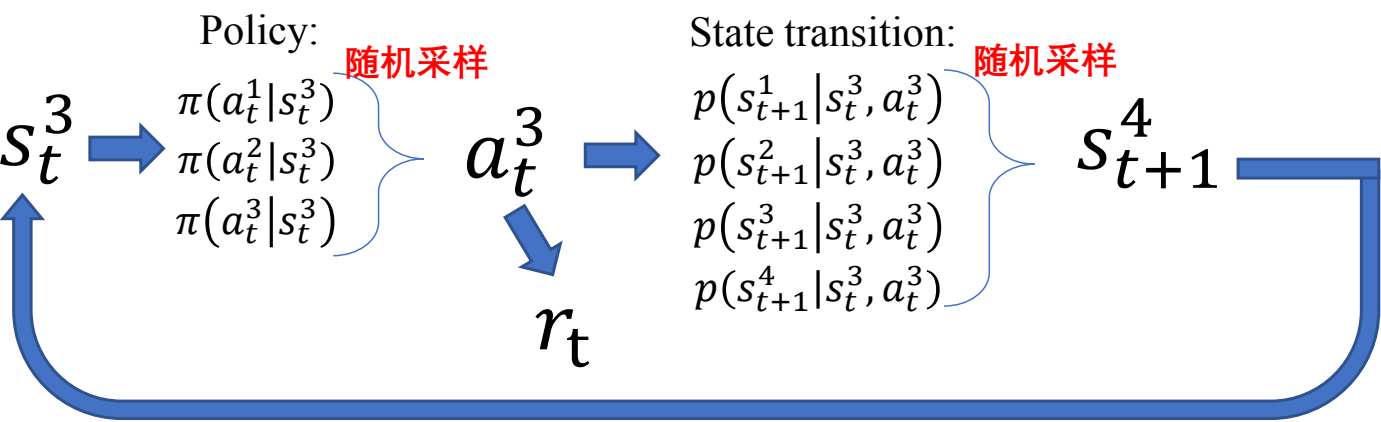 Policy:
随机采样
State transition:
随机采样
s_t^3
π(a_t^1|s_t^3)
π(a_t^2|s_t^3)
π(a_t^3|s_t^3)
a_t^3
r_t
p(s_{t+1}^1|s_t^3, a_t^3)
p(s_{t+1}^2|s_t^3, a_t^3)
p(s_{t+1}^3|s_t^3, a_t^3)
p(s_{t+1}^4|s_t^3, a_t^3)
s_{t+1}^4